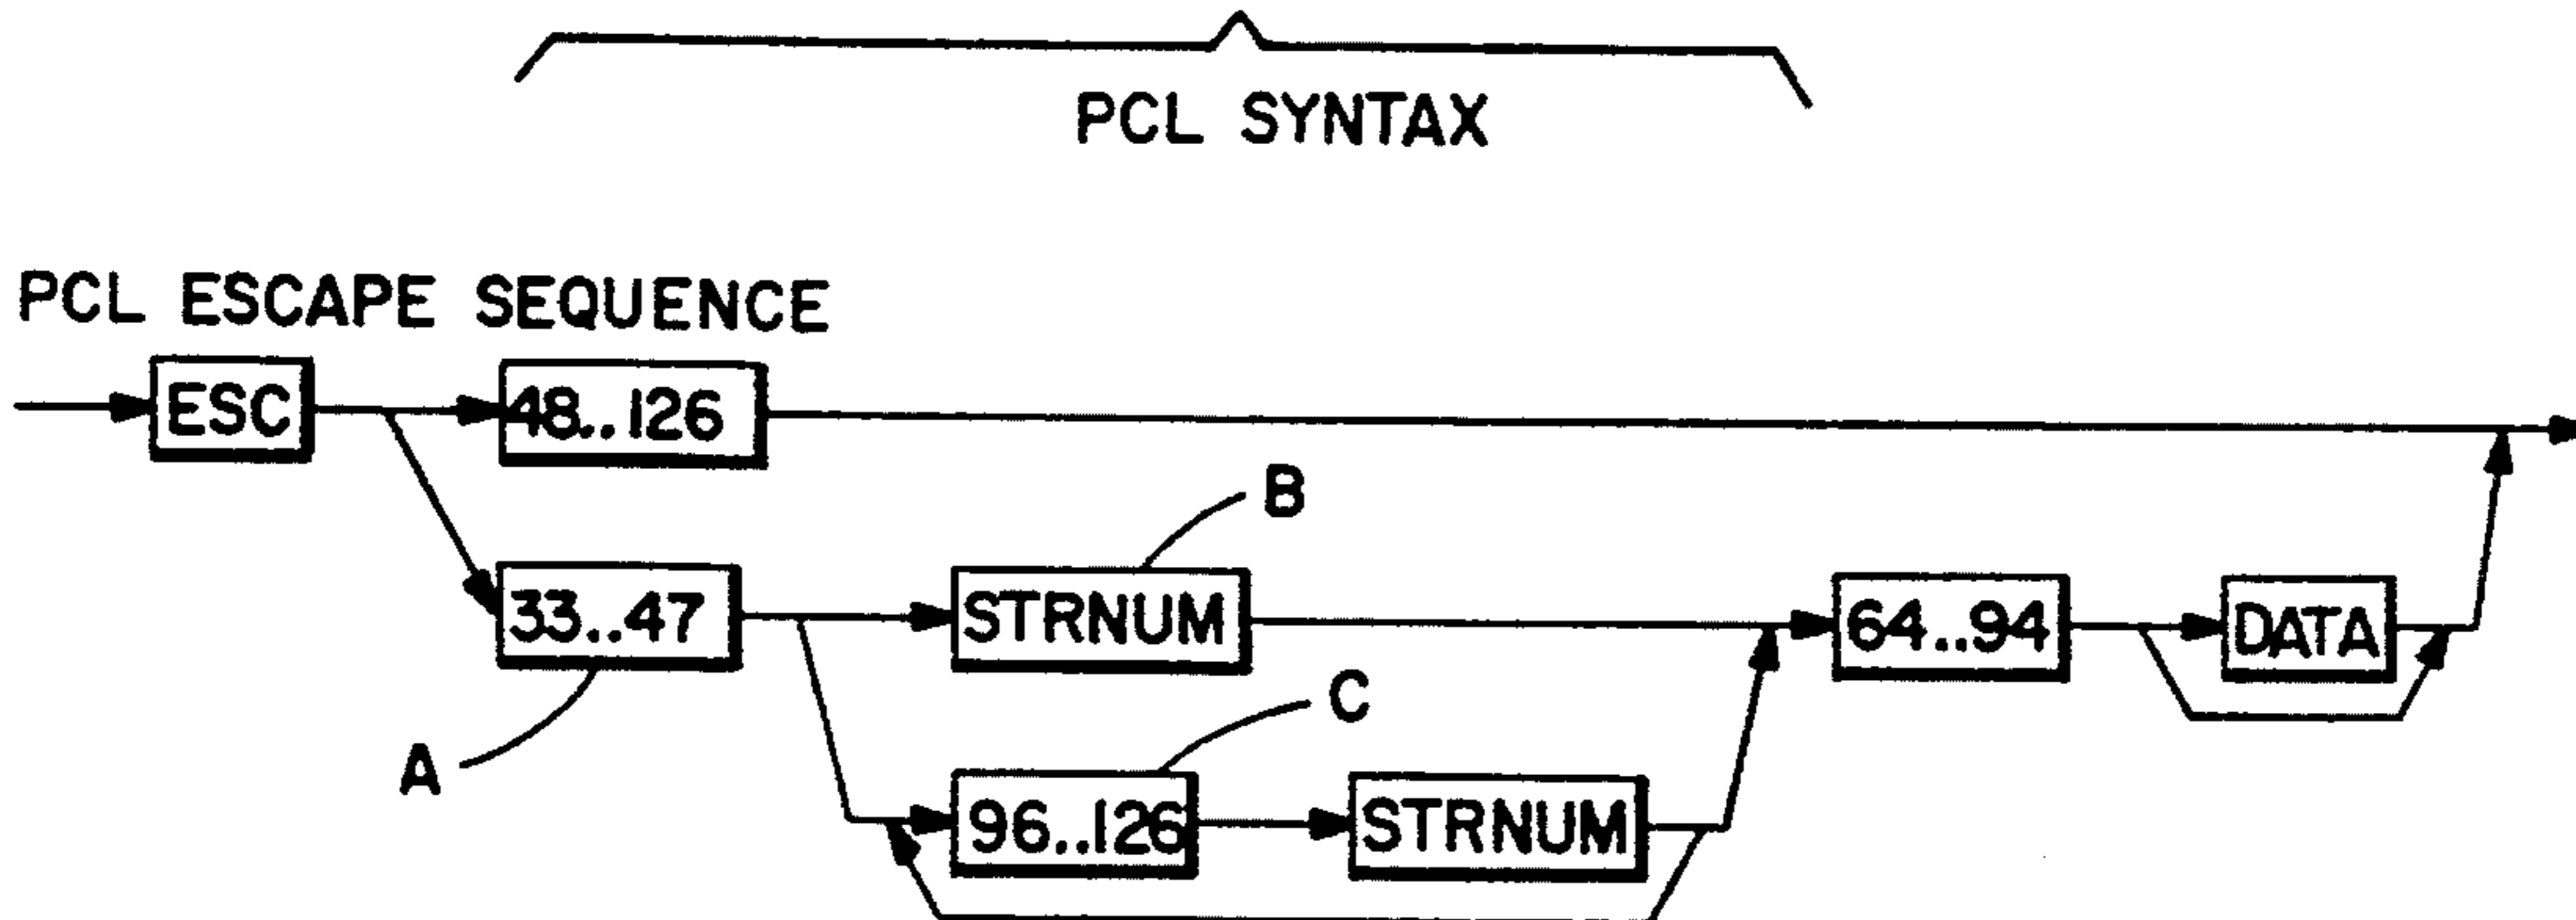 PCL SYNTAX
PCL ESCAPE SEQUENCE
ESC
48..126
B
33..47
STRNUM
64..94
DATA
A
C
96..126
STRNUM